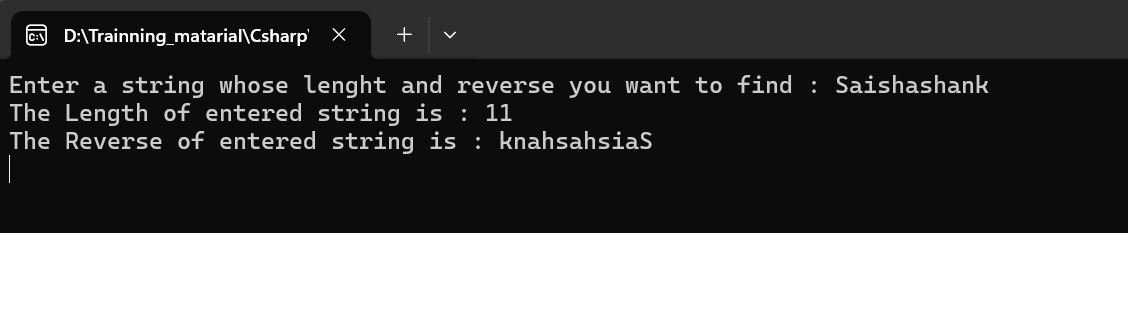 D:\Trainning_matarial\Csharp\
Enter a string whose lenght and reverse you want to find : Saishashank
The Length of entered string is : 11
The Reverse of entered string is : knahsahsiaS